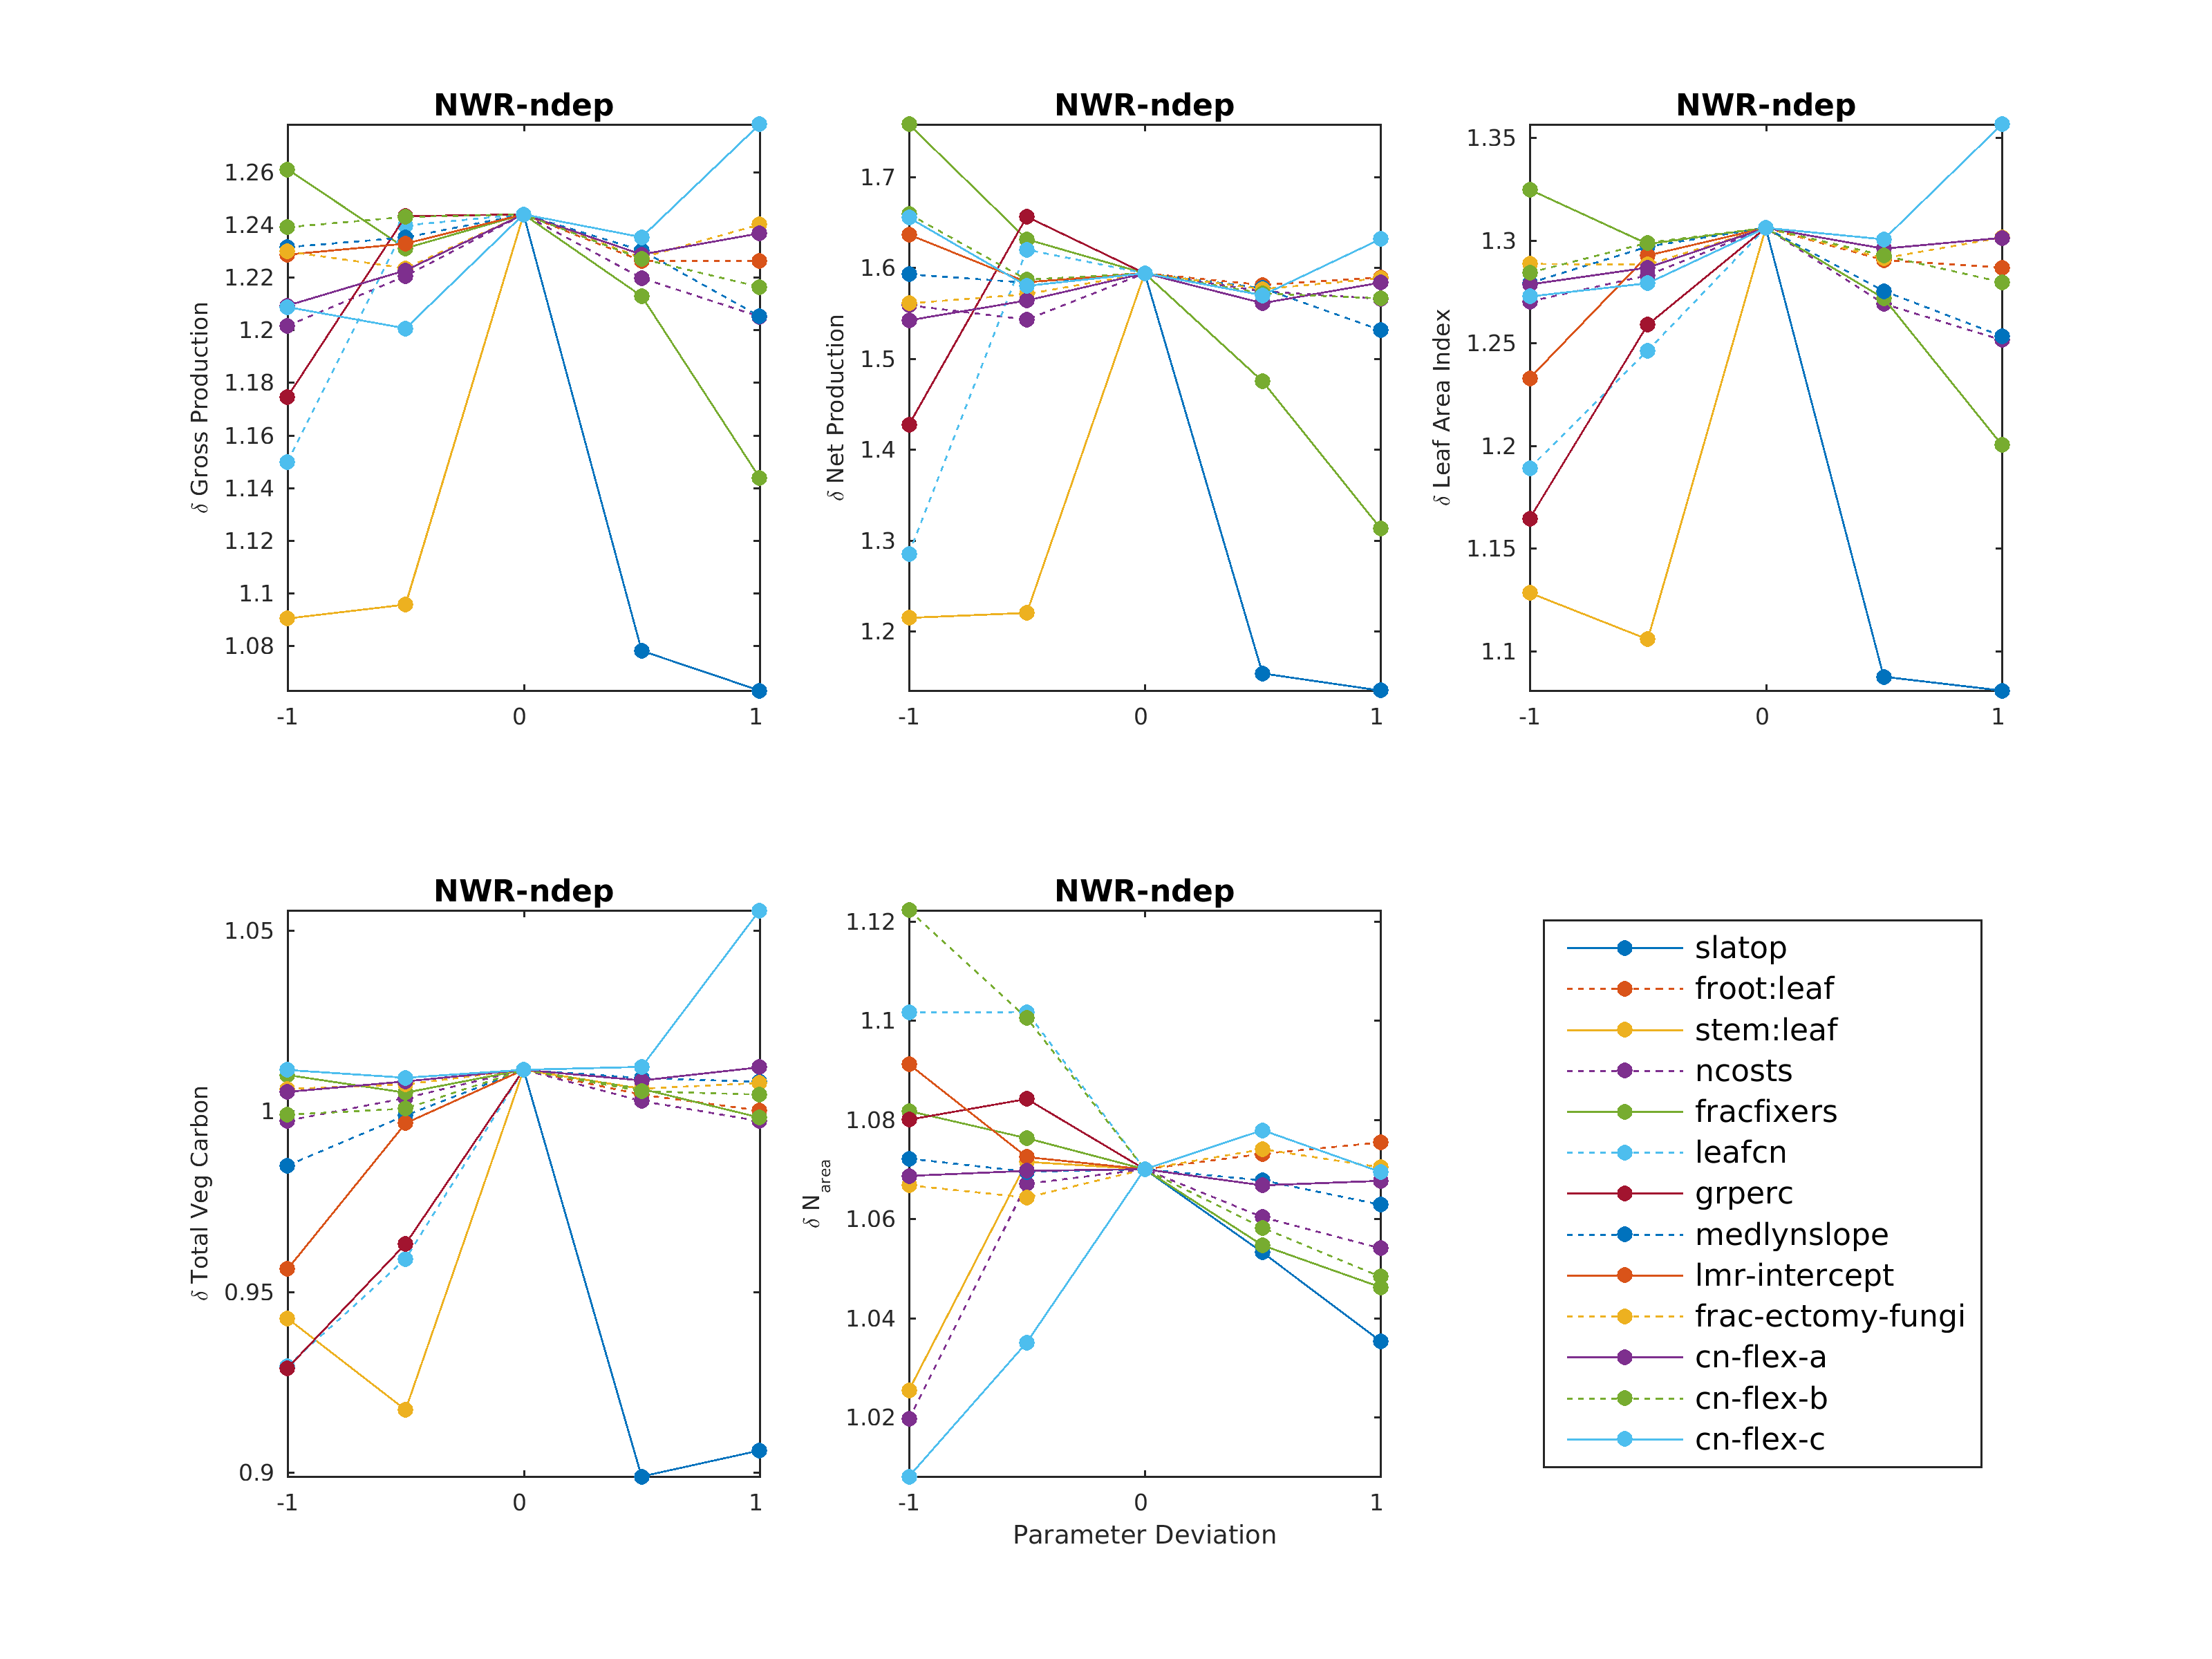 NWR-ndep
1.26
1.24
1.22
1.2
1.18
1.16
1.14
1.12
1.1
1.08
δ Gross Production
-1 0 1
NWR-ndep
1.7
1.6
1.5
1.4
1.3
1.2
δ Net Production
-1 0 1
NWR-ndep
1.35
1.3
1.25
1.2
1.15
1.1
δ Leaf Area Index
-1 0 1
NWR-ndep
1.05
1
0.95
0.9
δ Total Veg Carbon
-1 0 1
NWR-ndep
1.12
1.1
1.08
1.06
1.04
1.02
δ N area
-1 0 1
Parameter Deviation
slatop
froot:leaf
stem:leaf
ncosts
fracfixers
leafcn
grperc
medlynslope
lmr-intercept
frac-ectomy-fungi
cn-flex-a
cn-flex-b
cn-flex-c